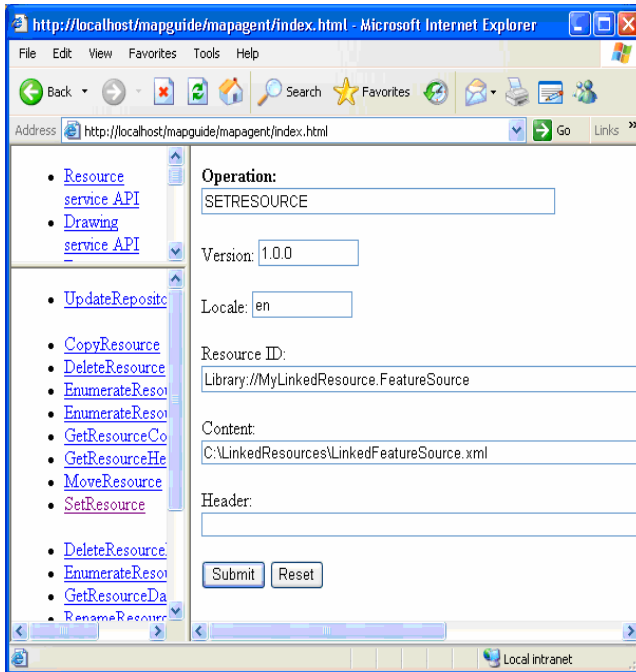 http://localhost/mapguide/mapagent/index.html - Microsoft Internet Explorer
File Edit View Favorites Tools Help
Back Search Favorites
Address http://localhost/mapguide/mapagent/index.html Go Links »
Resource
service API
Drawing
service API
UpdateReposito
CopyResource
DeleteResource
EnumerateResou
EnumerateResou
GetResourceCo
GetResourceHe
MoveResource
SetResource
DeleteResource
EnumerateResou
GetResourceDa
RenameResourc
Operation:
SETRESOURCE
Version: 1.0.0
Locale: en
Resource ID:
Library://MyLinkedResource.FeatureSource
Content:
C:\LinkedResources\LinkedFeatureSource.xml
Header:
Submit Reset
Local intranet